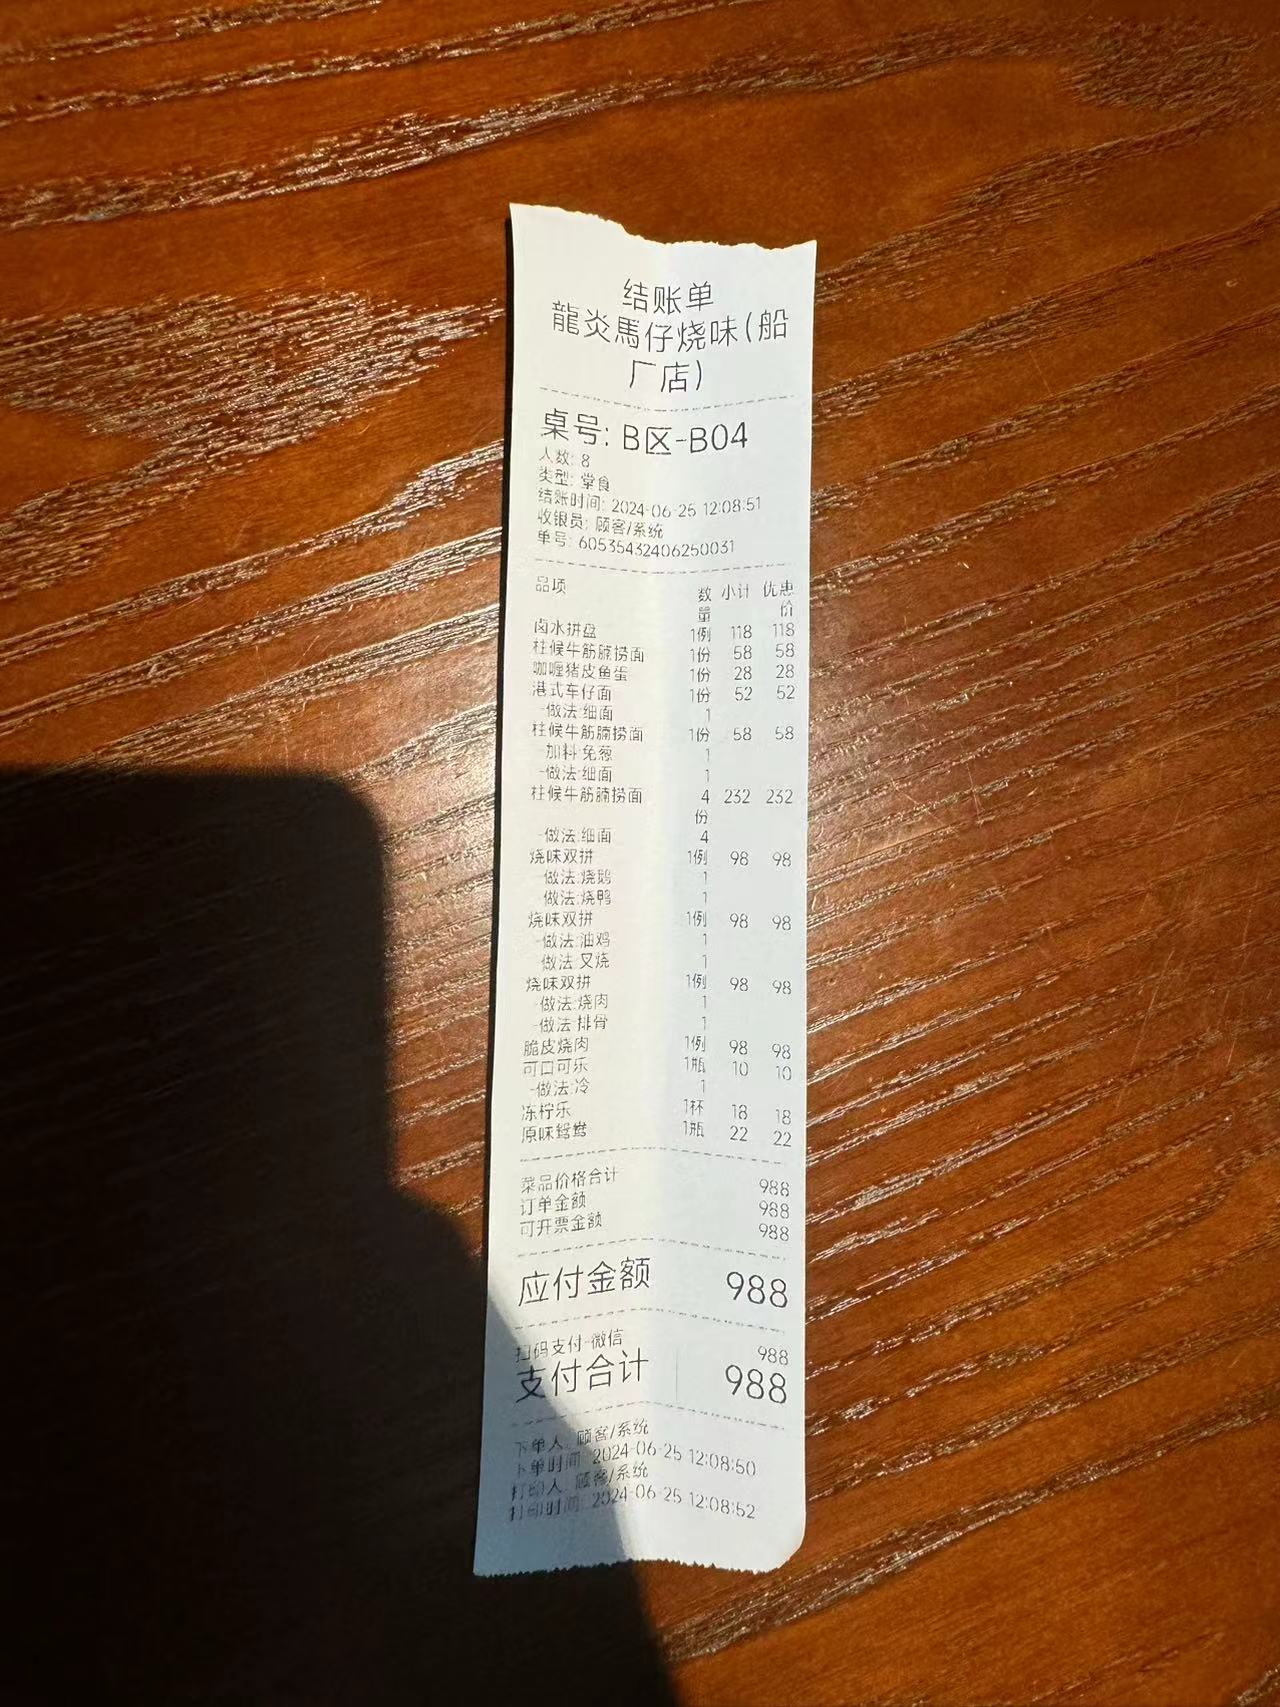 结账单
龍炎馬仔烧味(船
厂店)
桌号: B区-B04
人数: 8
类型: 堂食
结账时间: 2024-06-25 12:08:51
收银员: 顾客/系统
单号: 60535432406250031
品项 数量 小计 优惠价
卤水拼盘 1例 118 118
柱候牛筋腩捞面 1份 58 58
咖喱猪皮鱼蛋 1份 28 28
港式车仔面 1份 52 52
-做法:细面 1
柱候牛筋腩捞面 1份 58 58
-加料:免葱 1
-做法:细面 1
柱候牛筋腩捞面 4份 232 232
-做法:细面 4
烧味双拼 1例 98 98
-做法:烧鹅 1
-做法:烧鸭 1
烧味双拼 1例 98 98
-做法:油鸡 1
-做法:叉烧 1
烧味双拼 1例 98 98
-做法:烧肉 1
-做法:排骨 1
脆皮烧肉 1例 98 98
可口可乐 1瓶 10 10
-做法:冷 1
冻柠乐 1杯 18 18
原味鸳鸯 1瓶 22 22
菜品价格合计 988
订单金额 988
可开票金额 988
应付金额 988
扫码支付-微信 988
支付合计 988
下单人: 顾客/系统
下单时间: 2024-06-25 12:08:50
打印人: 顾客/系统
打印时间: 2024-06-25 12:08:52